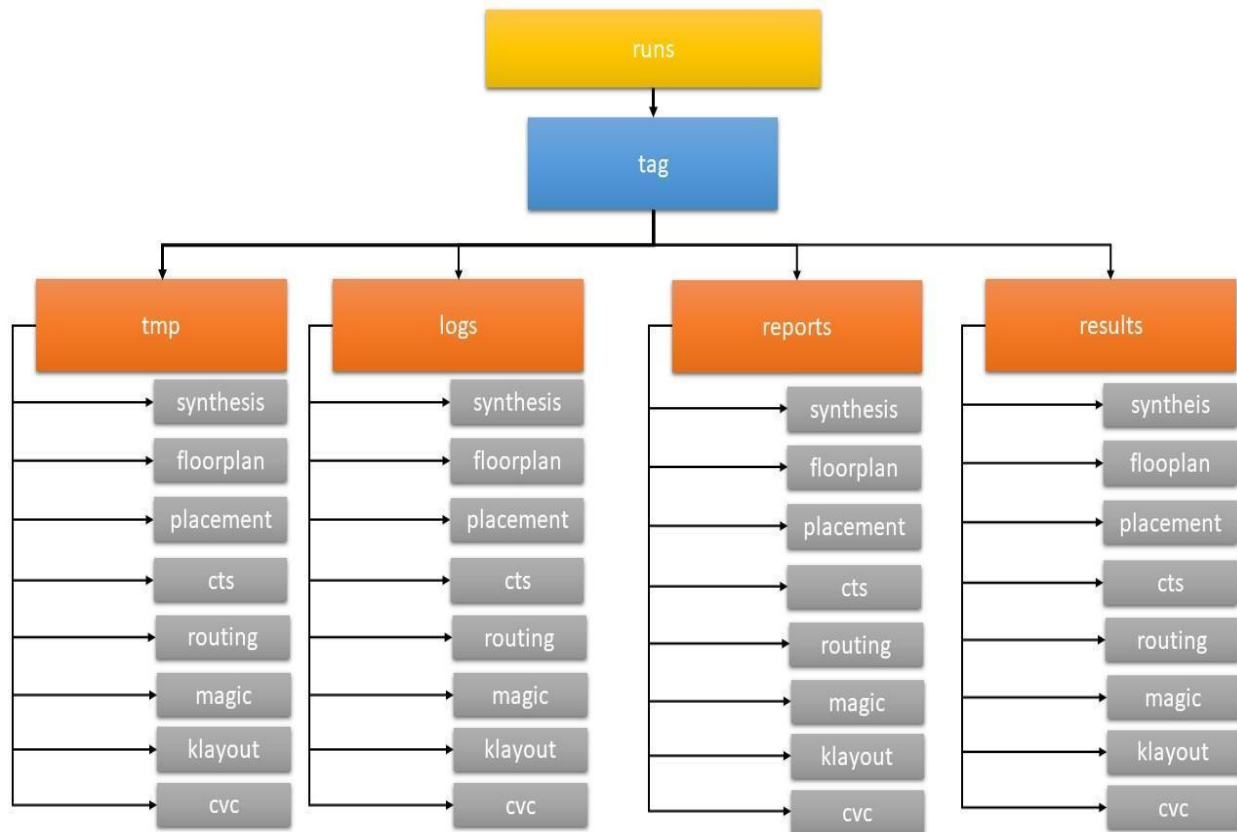 runs
tag
tmp
synthesis
floorplan
placement
cts
routing
magic
klayout
cvc
logs
synthesis
floorplan
placement
cts
routing
magic
klayout
cvc
reports
synthesis
floorplan
placement
cts
routing
magic
klayout
cvc
results
syntheis
flooplan
placement
cts
routing
magic
klayout
cvc